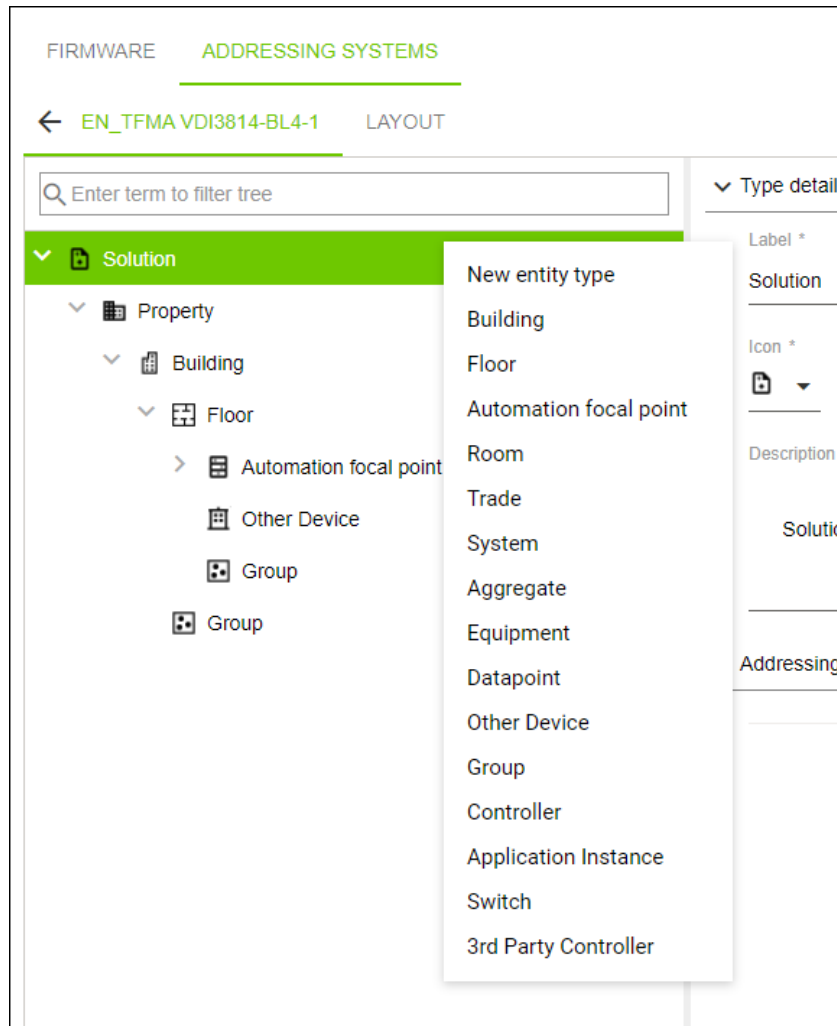 FIRMWARE ADDRESSING SYSTEMS
EN_TFMA VDI3814-BL4-1 LAYOUT
Enter term to filter tree
Solution
Property
Building
Floor
Automation focal point
Other Device
Group
Group
New entity type
Building
Floor
Automation focal point
Room
Trade
System
Aggregate
Equipment
Datapoint
Other Device
Group
Controller
Application Instance
Switch
3rd Party Controller
Type detail
Label *
Solution
Icon *
Description
Solutio
Addressing